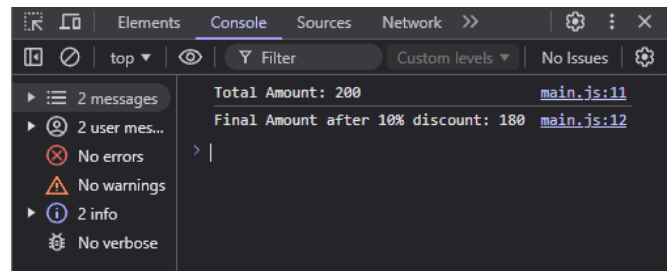 Elements Console Sources Network
top Filter Custom levels No Issues
2 messages
2 user mes...
No errors
No warnings
2 info
No verbose
Total Amount: 200 main.js:11
Final Amount after 10% discount: 180 main.js:12